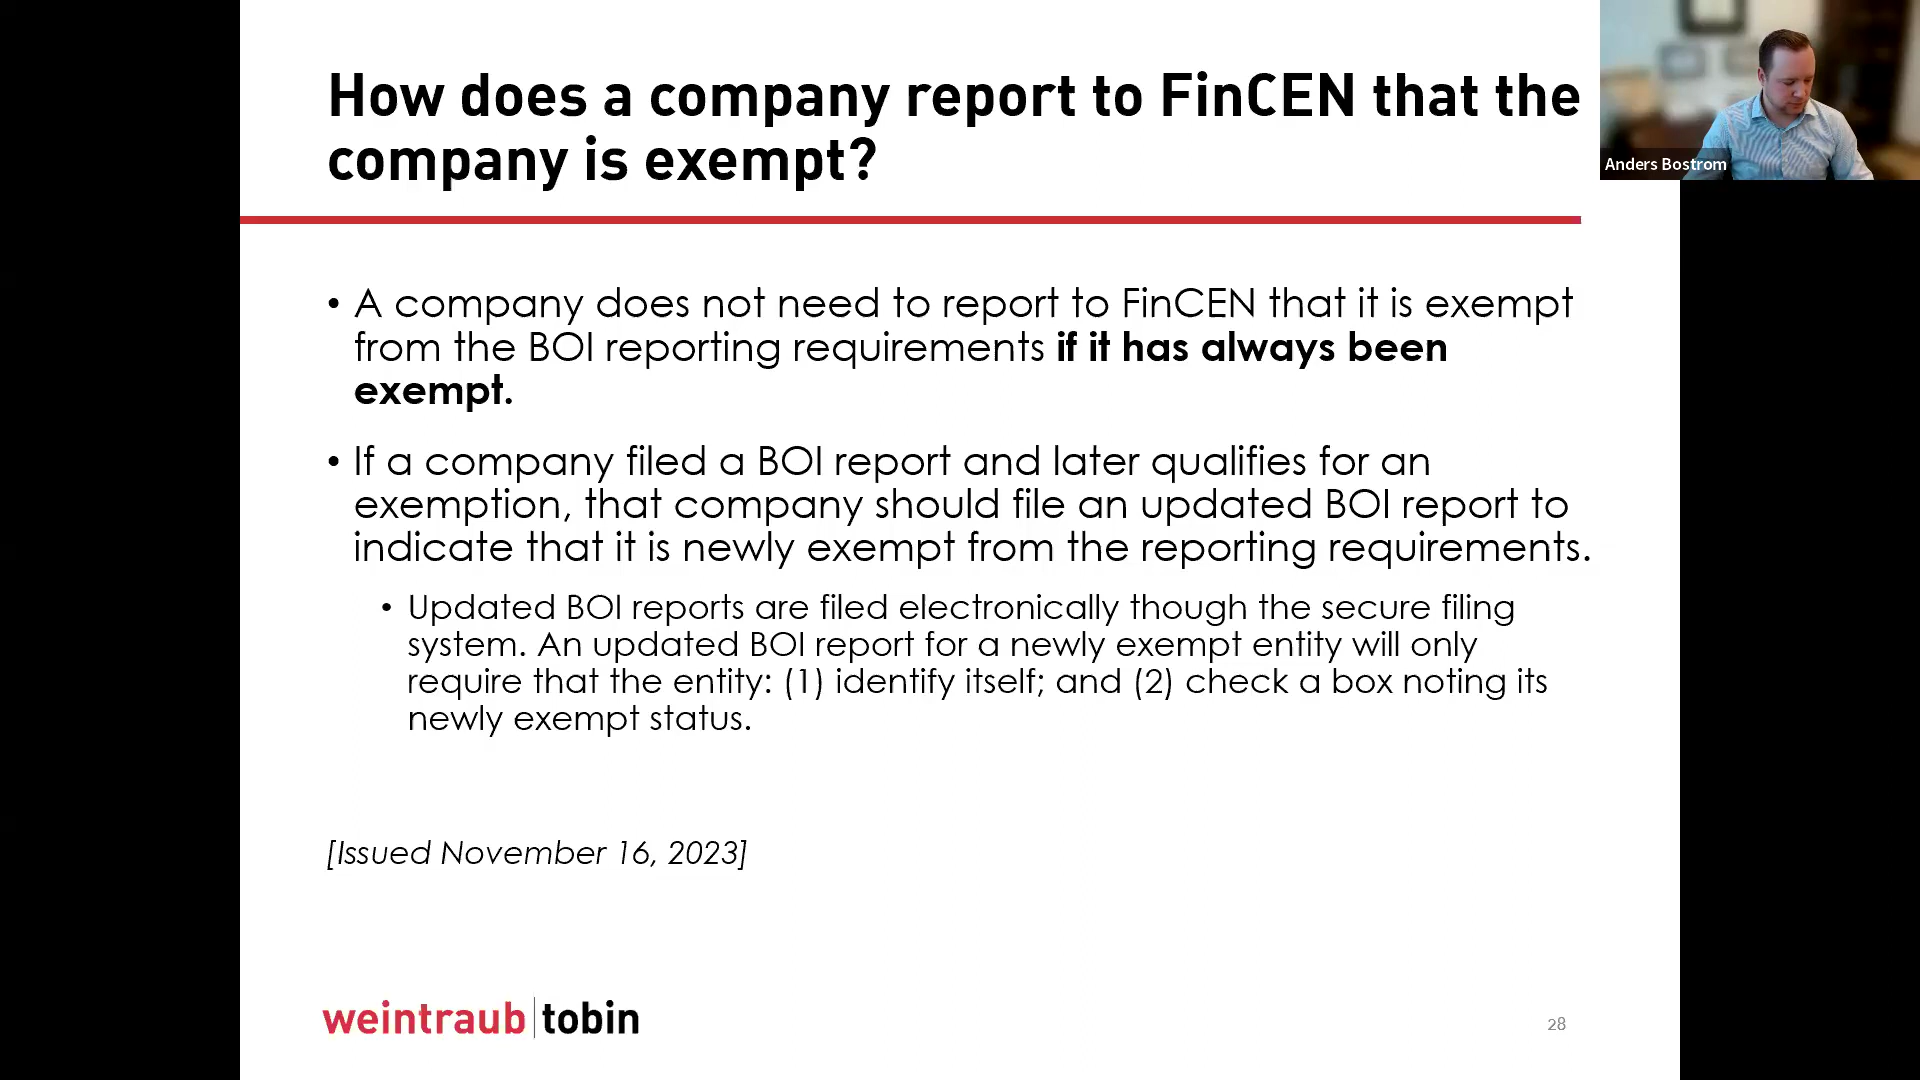 How does a company report to FinCEN that the
company is exempt?
Anders Bostrom
• A company does not need to report to FinCEN that it is exempt
from the BOI reporting requirements if it has always been
exempt.
• If a company filed a BOI report and later qualifies for an
exemption, that company should file an updated BOI report to
indicate that it is newly exempt from the reporting requirements.
• Updated BOI reports are filed electronically though the secure filing
system. An updated BOI report for a newly exempt entity will only
require that the entity: (1) identify itself; and (2) check a box noting its
newly exempt status.
[Issued November 16, 2023]
weintraub | tobin
28